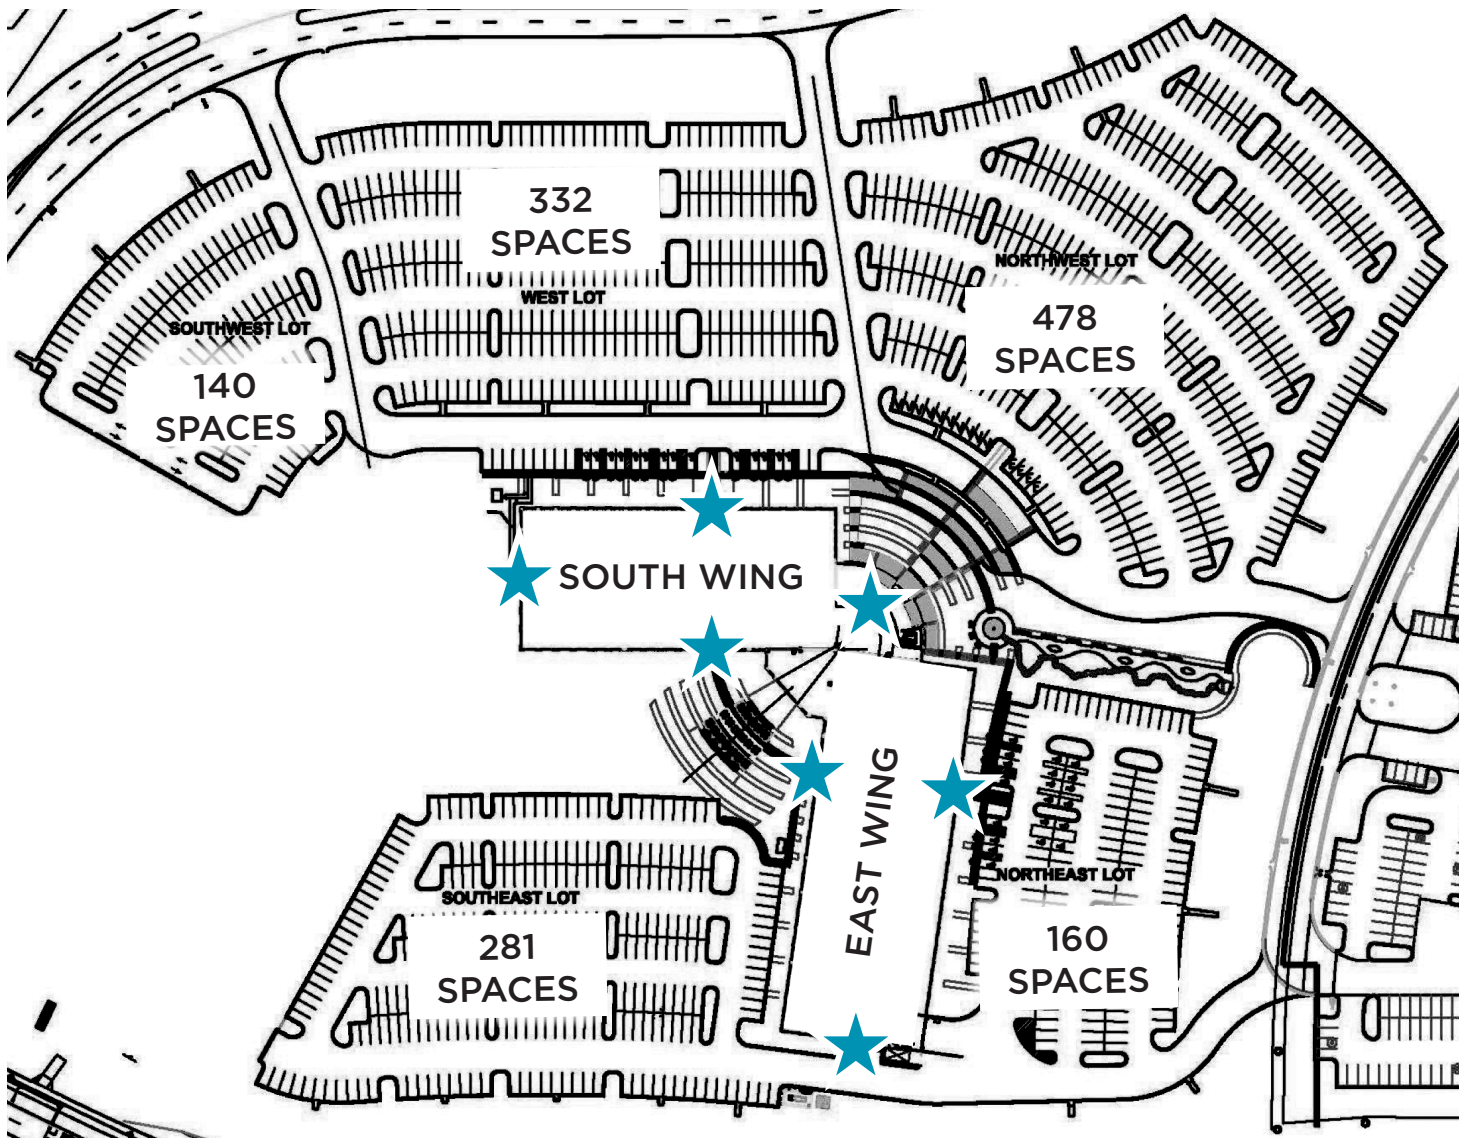 332
SPACES
WEST LOT
NORTHWEST LOT
478
SPACES
SOUTHWEST LOT
140
SPACES
SOUTH WING
EAST WING
NORTHEAST LOT
160
SPACES
SOUTHEAST LOT
281
SPACES